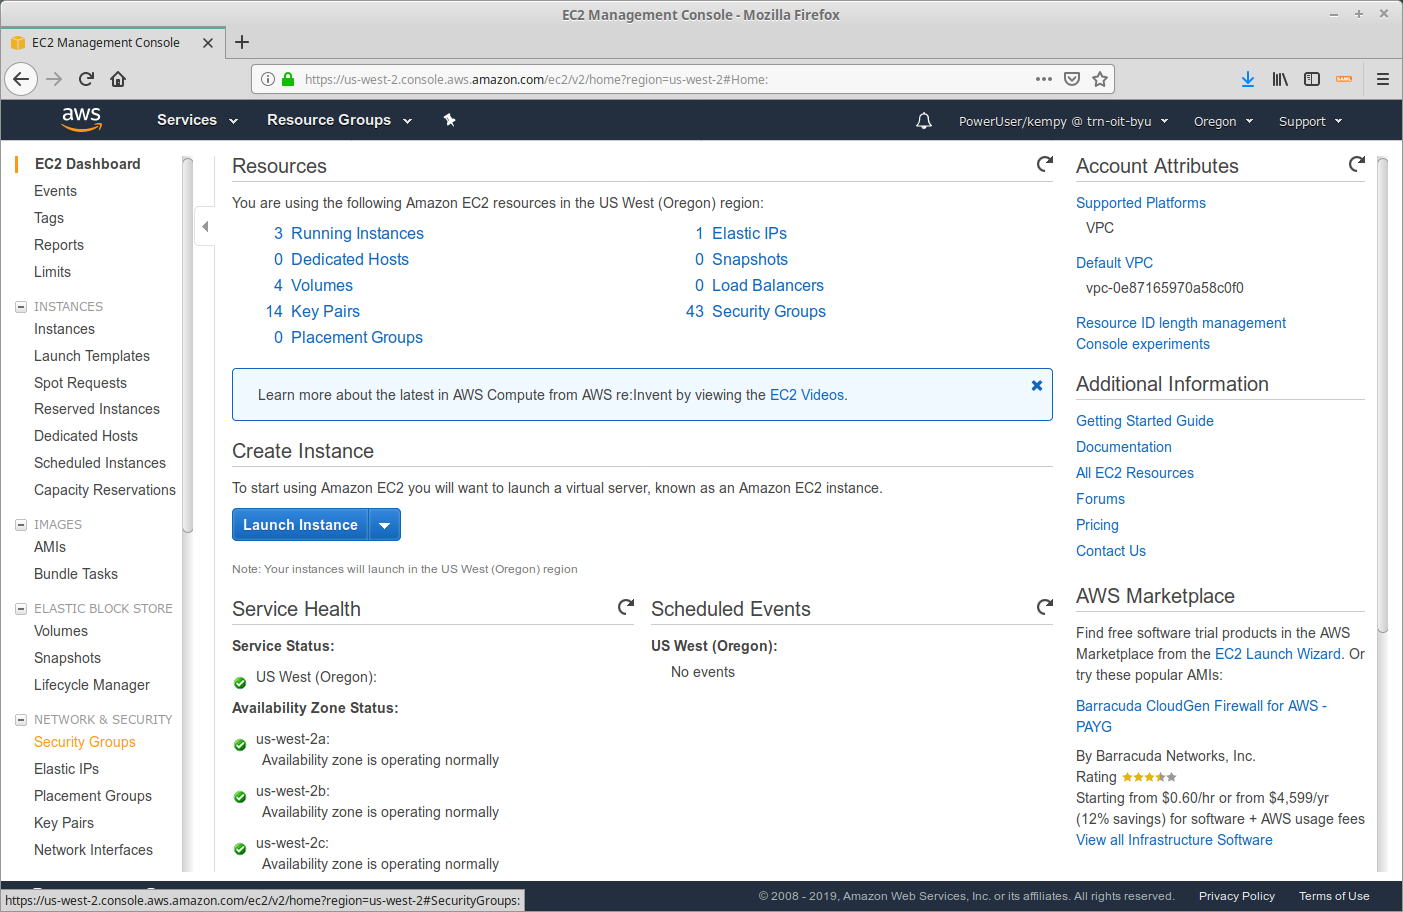 EC2 Management Console - Mozilla Firefox
EC2 Management Console
https://us-west-2.console.aws.amazon.com/ec2/v2/home?region=us-west-2#Home:
aws
Services
Resource Groups
PowerUser/kempy @ trn-oit-byu
Oregon
Support
EC2 Dashboard
Events
Tags
Reports
Limits
INSTANCES
Instances
Launch Templates
Spot Requests
Reserved Instances
Dedicated Hosts
Scheduled Instances
Capacity Reservations
IMAGES
AMIs
Bundle Tasks
ELASTIC BLOCK STORE
Volumes
Snapshots
Lifecycle Manager
NETWORK & SECURITY
Security Groups
Elastic IPs
Placement Groups
Key Pairs
Network Interfaces
Resources
You are using the following Amazon EC2 resources in the US West (Oregon) region:
3 Running Instances
0 Dedicated Hosts
4 Volumes
14 Key Pairs
0 Placement Groups
1 Elastic IPs
0 Snapshots
0 Load Balancers
43 Security Groups
Learn more about the latest in AWS Compute from AWS re:Invent by viewing the EC2 Videos.
Create Instance
To start using Amazon EC2 you will want to launch a virtual server, known as an Amazon EC2 instance.
Launch Instance
Note: Your instances will launch in the US West (Oregon) region
Service Health
Service Status:
US West (Oregon):
Availability Zone Status:
us-west-2a:
Availability zone is operating normally
us-west-2b:
Availability zone is operating normally
us-west-2c:
Availability zone is operating normally
Scheduled Events
US West (Oregon):
No events
Account Attributes
Supported Platforms
VPC
Default VPC
vpc-0e87165970a58c0f0
Resource ID length management
Console experiments
Additional Information
Getting Started Guide
Documentation
All EC2 Resources
Forums
Pricing
Contact Us
AWS Marketplace
Find free software trial products in the AWS
Marketplace from the EC2 Launch Wizard. Or
try these popular AMIs:
Barracuda CloudGen Firewall for AWS -
PAYG
By Barracuda Networks, Inc.
Rating
Starting from $0.60/hr or from $4,599/yr
(12% savings) for software + AWS usage fees
View all Infrastructure Software
https://us-west-2.console.aws.amazon.com/ec2/v2/home?region=us-west-2#SecurityGroups:
© 2008 - 2019, Amazon Web Services, Inc. or its affiliates. All rights reserved.
Privacy Policy
Terms of Use